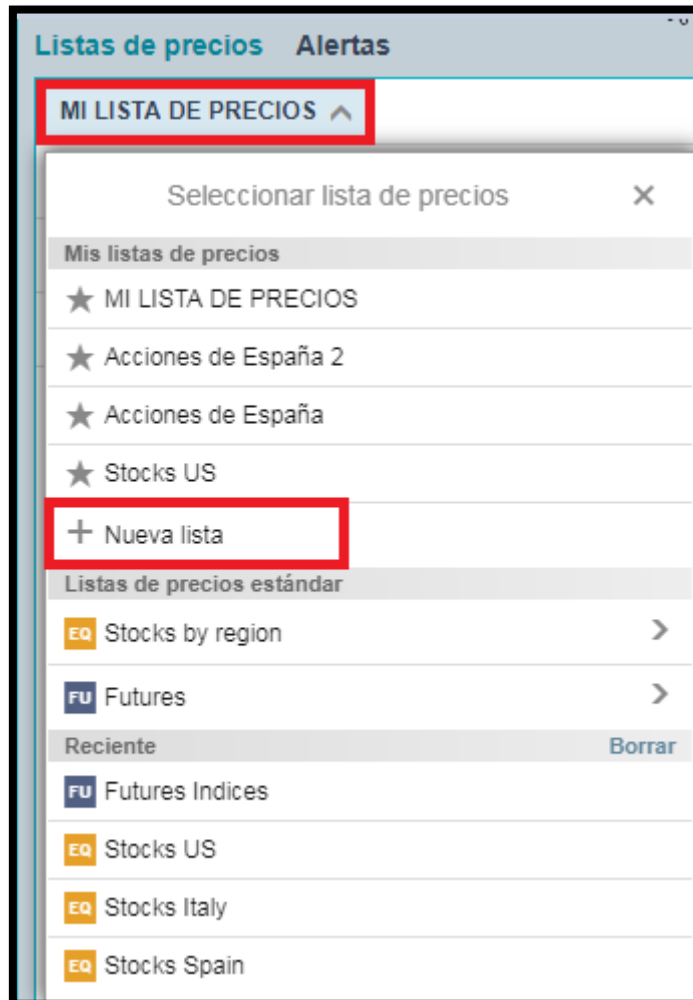 Listas de precios Alertas
MI LISTA DE PRECIOS
Seleccionar lista de precios
Mis listas de precios
MI LISTA DE PRECIOS
Acciones de España 2
Acciones de España
Stocks US
Nueva lista
Listas de precios estándar
EQ Stocks by region
FU Futures
Reciente Borrar
FU Futures Indices
EQ Stocks US
EQ Stocks Italy
EQ Stocks Spain